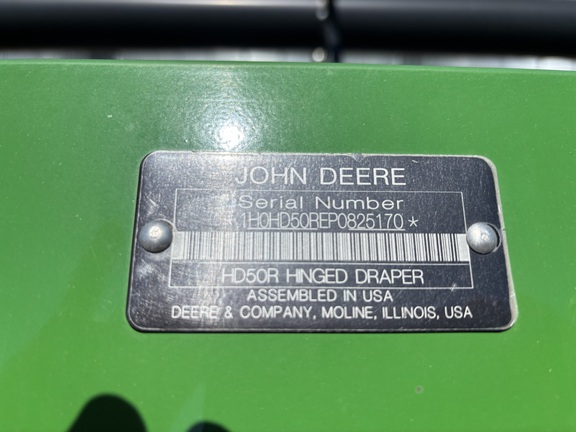 JOHN DEERE
Serial Number
1H0HD50REP0825170*
HD50R HINGED DRAPER
ASSEMBLED IN USA
DEERE & COMPANY, MOLINE, ILLINOIS, USA